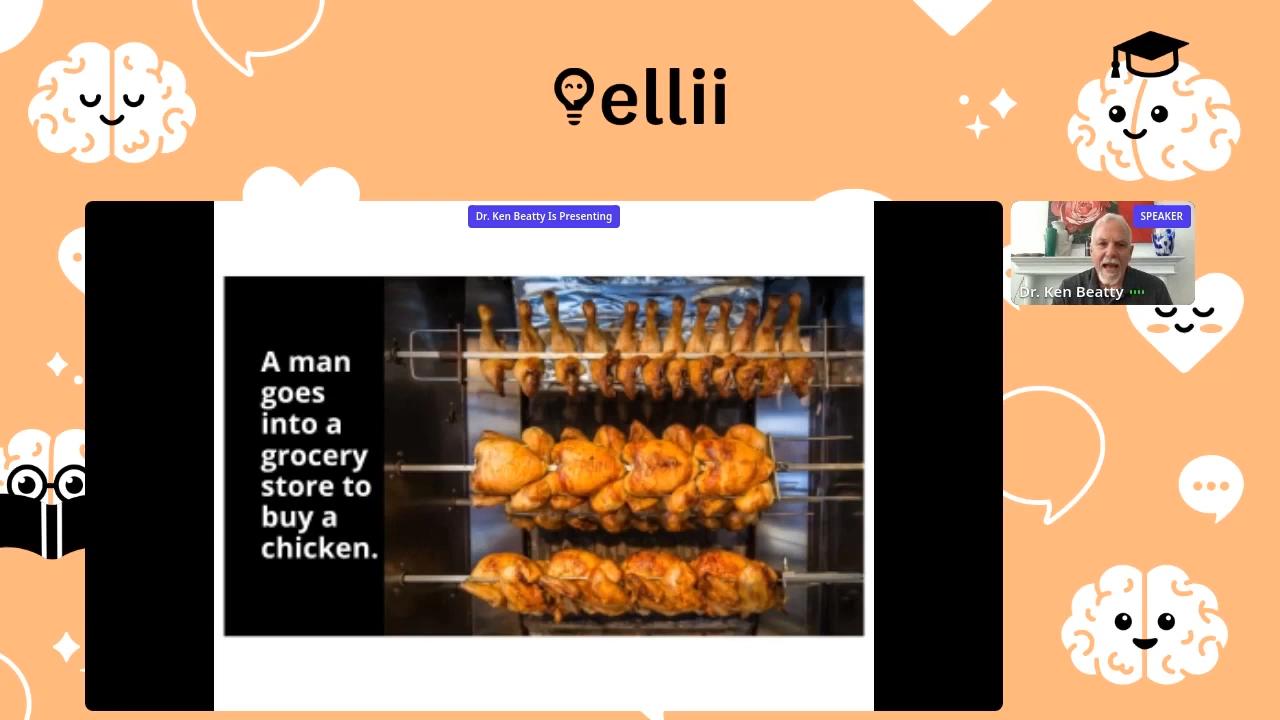 ellii
Dr. Ken Beatty Is Presenting
SPEAKER
Dr. Ken Beatty
A man
goes
into a
grocery
store to
buy a
chicken.